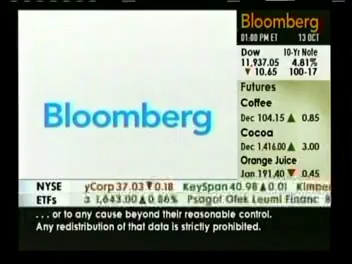 Bloomberg
Bloomberg
01:00 PM ET 13 OCT
Dow 10-Yr Note
11,937.05 4.81%
▼ 10.65 100-17
Futures
Coffee
Dec 104.15 ▲ 0.85
Cocoa
Dec 1,416.00 ▲ 3.00
Orange Juice
Jan 191.40 ▼ 0.45
NYSE yCorp 37.03 ▼ 0.18 KeySpan 40.98 ▲ 0.01 Kimber
ETFs 1,643.00 ▲ 0.86% Psagot Ofek Leumi Financ
. . . or to any cause beyond their reasonable control.
Any redistribution of that data is strictly prohibited.